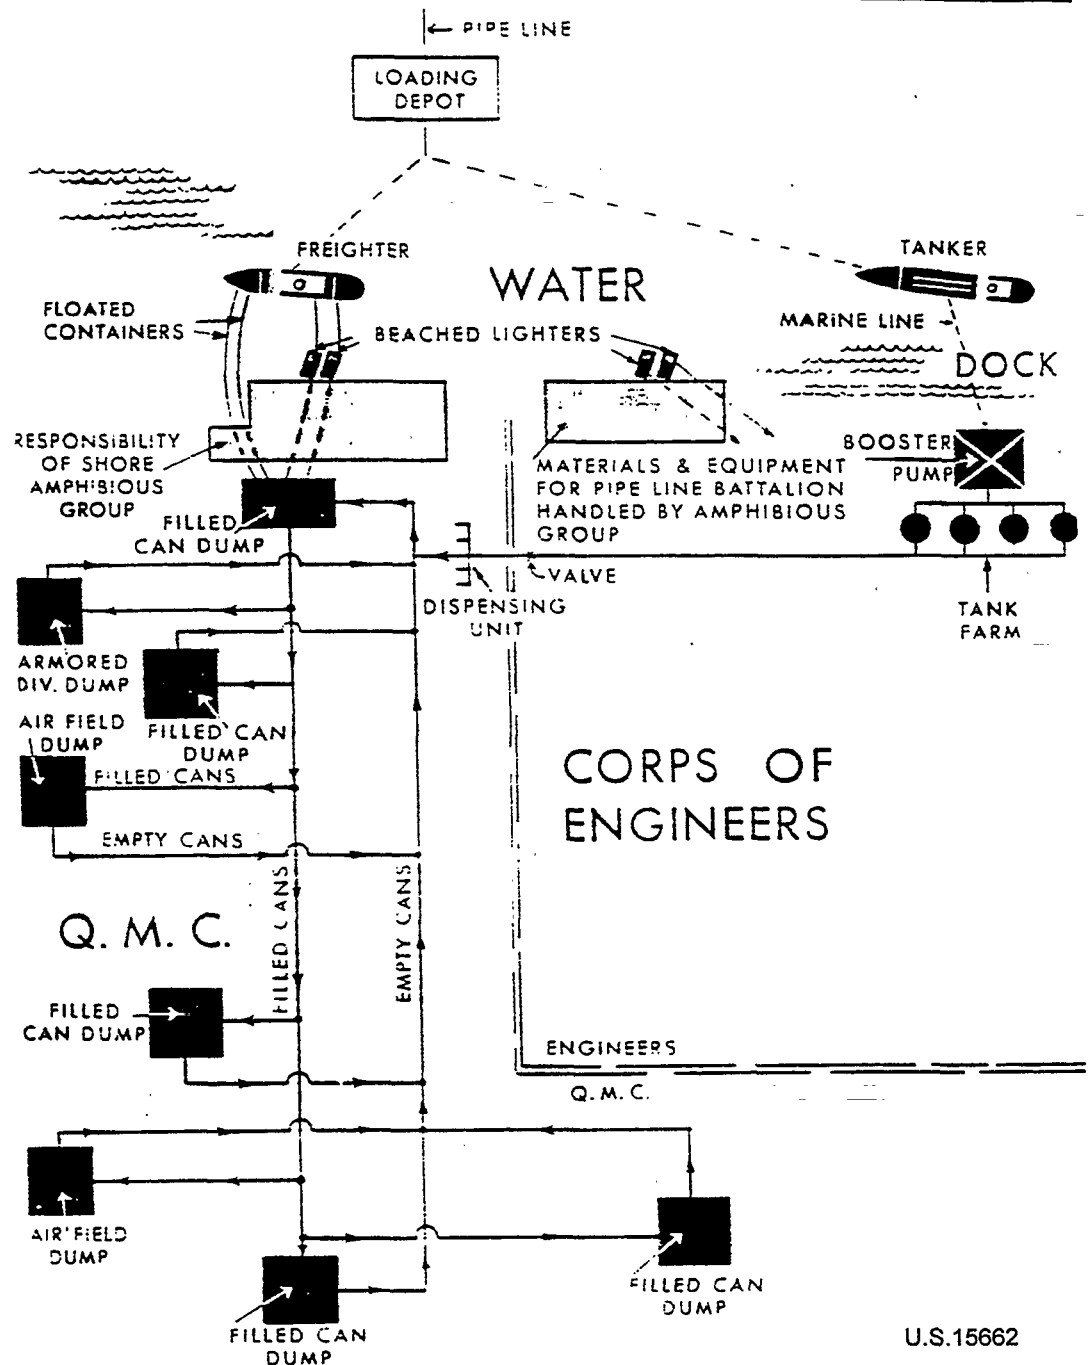 PIPE LINE
LOADING
DEPOT
FREIGHTER
TANKER
WATER
FLOATED
CONTAINERS
BEACHED LIGHTERS
MARINE LINE
DOCK
RESPONSIBILITY
OF SHORE
AMPHIBIOUS
GROUP
BOOSTER
PUMP
MATERIALS & EQUIPMENT
FOR PIPE LINE BATTALION
HANDLED BY AMPHIBIOUS
GROUP
FILLED
CAN DUMP
VALVE
DISPENSING
UNIT
TANK
FARM
ARMORED
DIV. DUMP
FILLED CAN
DUMP
AIR FIELD
DUMP
FILLED CANS
EMPTY CANS
CORPS OF
ENGINEERS
FILLED CANS
EMPTY CANS
Q. M. C.
FILLED
CAN DUMP
ENGINEERS
Q. M. C.
AIR FIELD
DUMP
FILLED CAN
DUMP
FILLED CAN
DUMP
U.S.15662